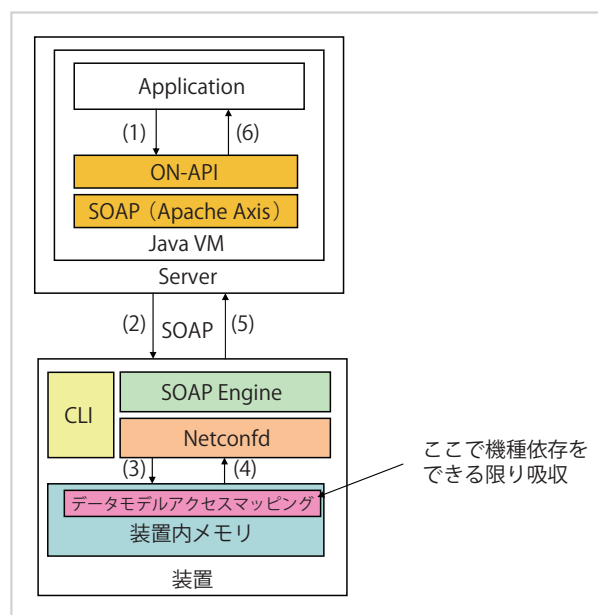 Application
(1)
(6)
ON-API
SOAP（Apache Axis）
Java VM
Server
(2)
SOAP
(5)
CLI
SOAP Engine
Netconfd
(3)
(4)
データモデルアクセスマッピング
装置内メモリ
装置
ここで機種依存を
できる限り吸収